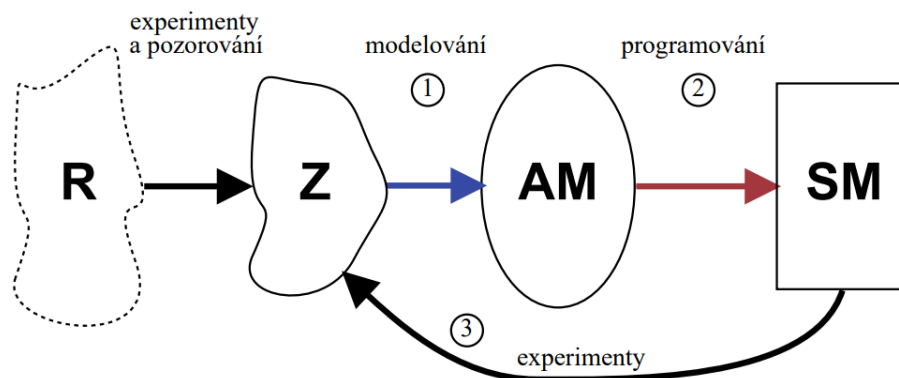 experimenty
a pozorování
modelování
programování
1
2
R
Z
AM
SM
3
experimenty